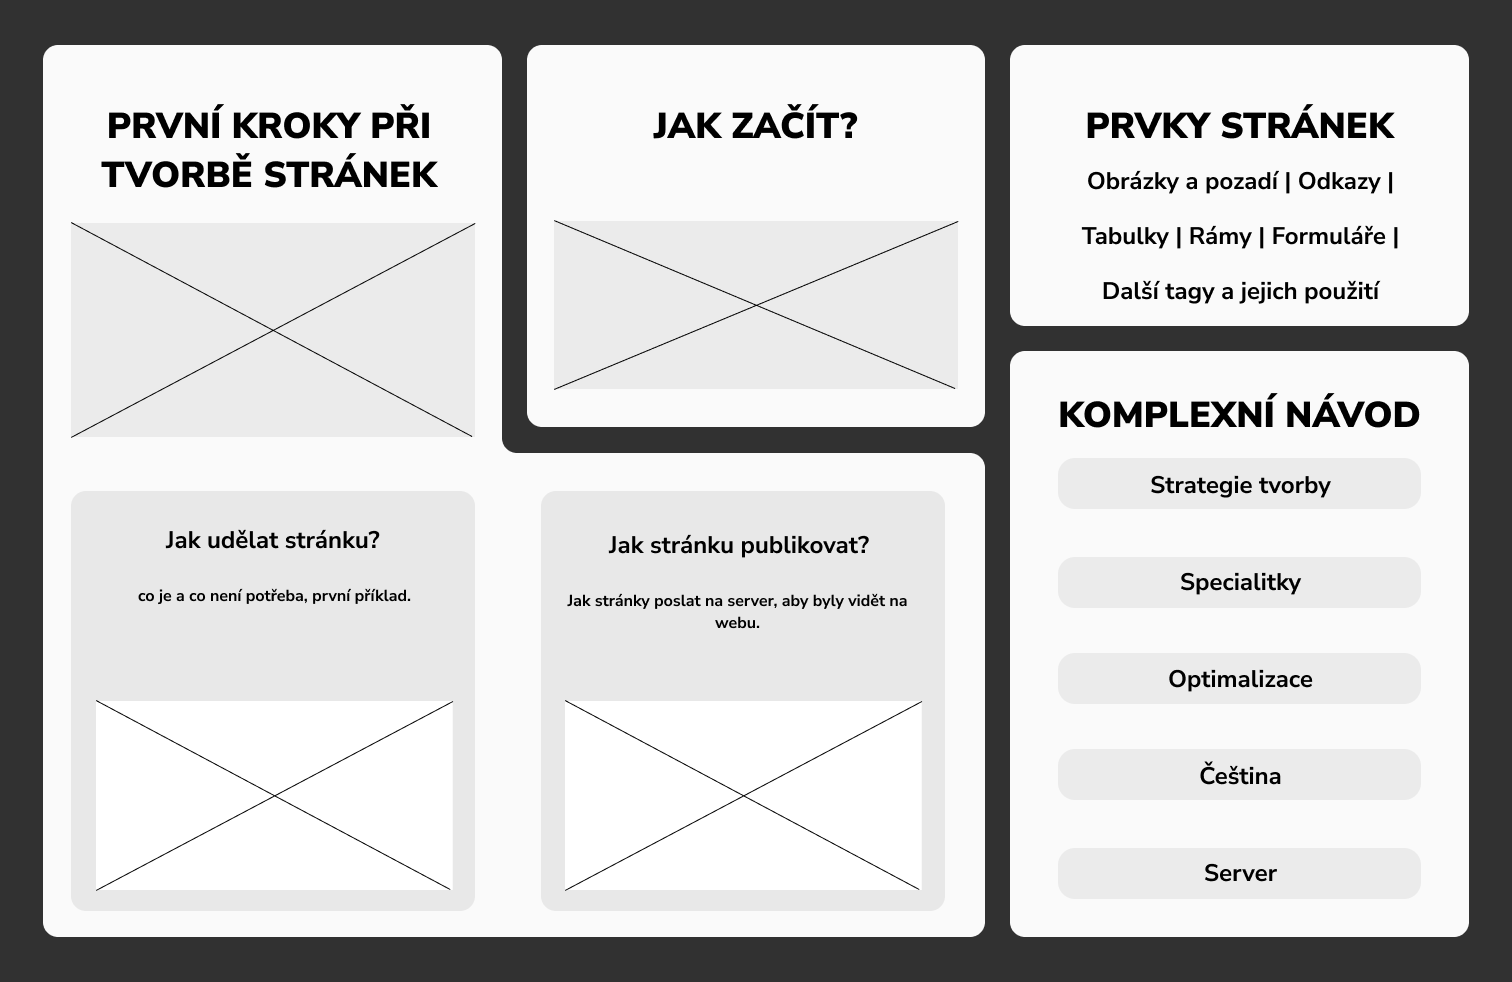 PRVNÍ KROKY PŘI
TVORBĚ STRÁNEK
JAK ZAČÍT?
PRVKY STRÁNEK
Obrázky a pozadí | Odkazy |
Tabulky | Rámy | Formuláře |
Další tagy a jejich použití
Jak udělat stránku?
co je a co není potřeba, první příklad.
Jak stránku publikovat?
Jak stránky poslat na server, aby byly vidět na
webu.
KOMPLEXNÍ NÁVOD
Strategie tvorby
Specialitky
Optimalizace
Čeština
Server